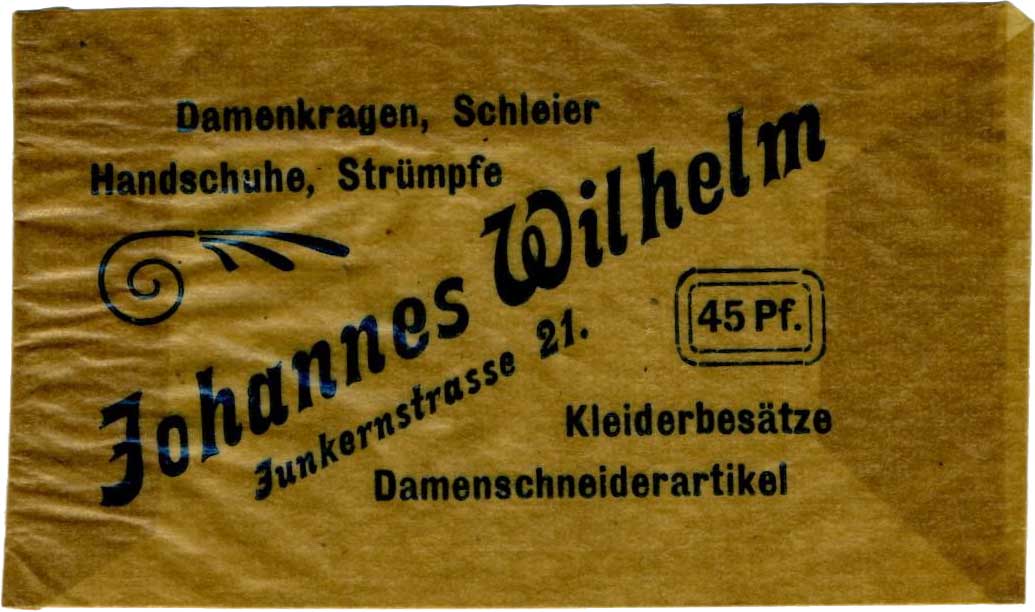 Damenkragen, Schleier
Handschuhe, Strümpfe
Johannes Wilhelm
Junkernstrasse 21.
45 Pf.
Kleiderbesätze
Damenschneiderartikel